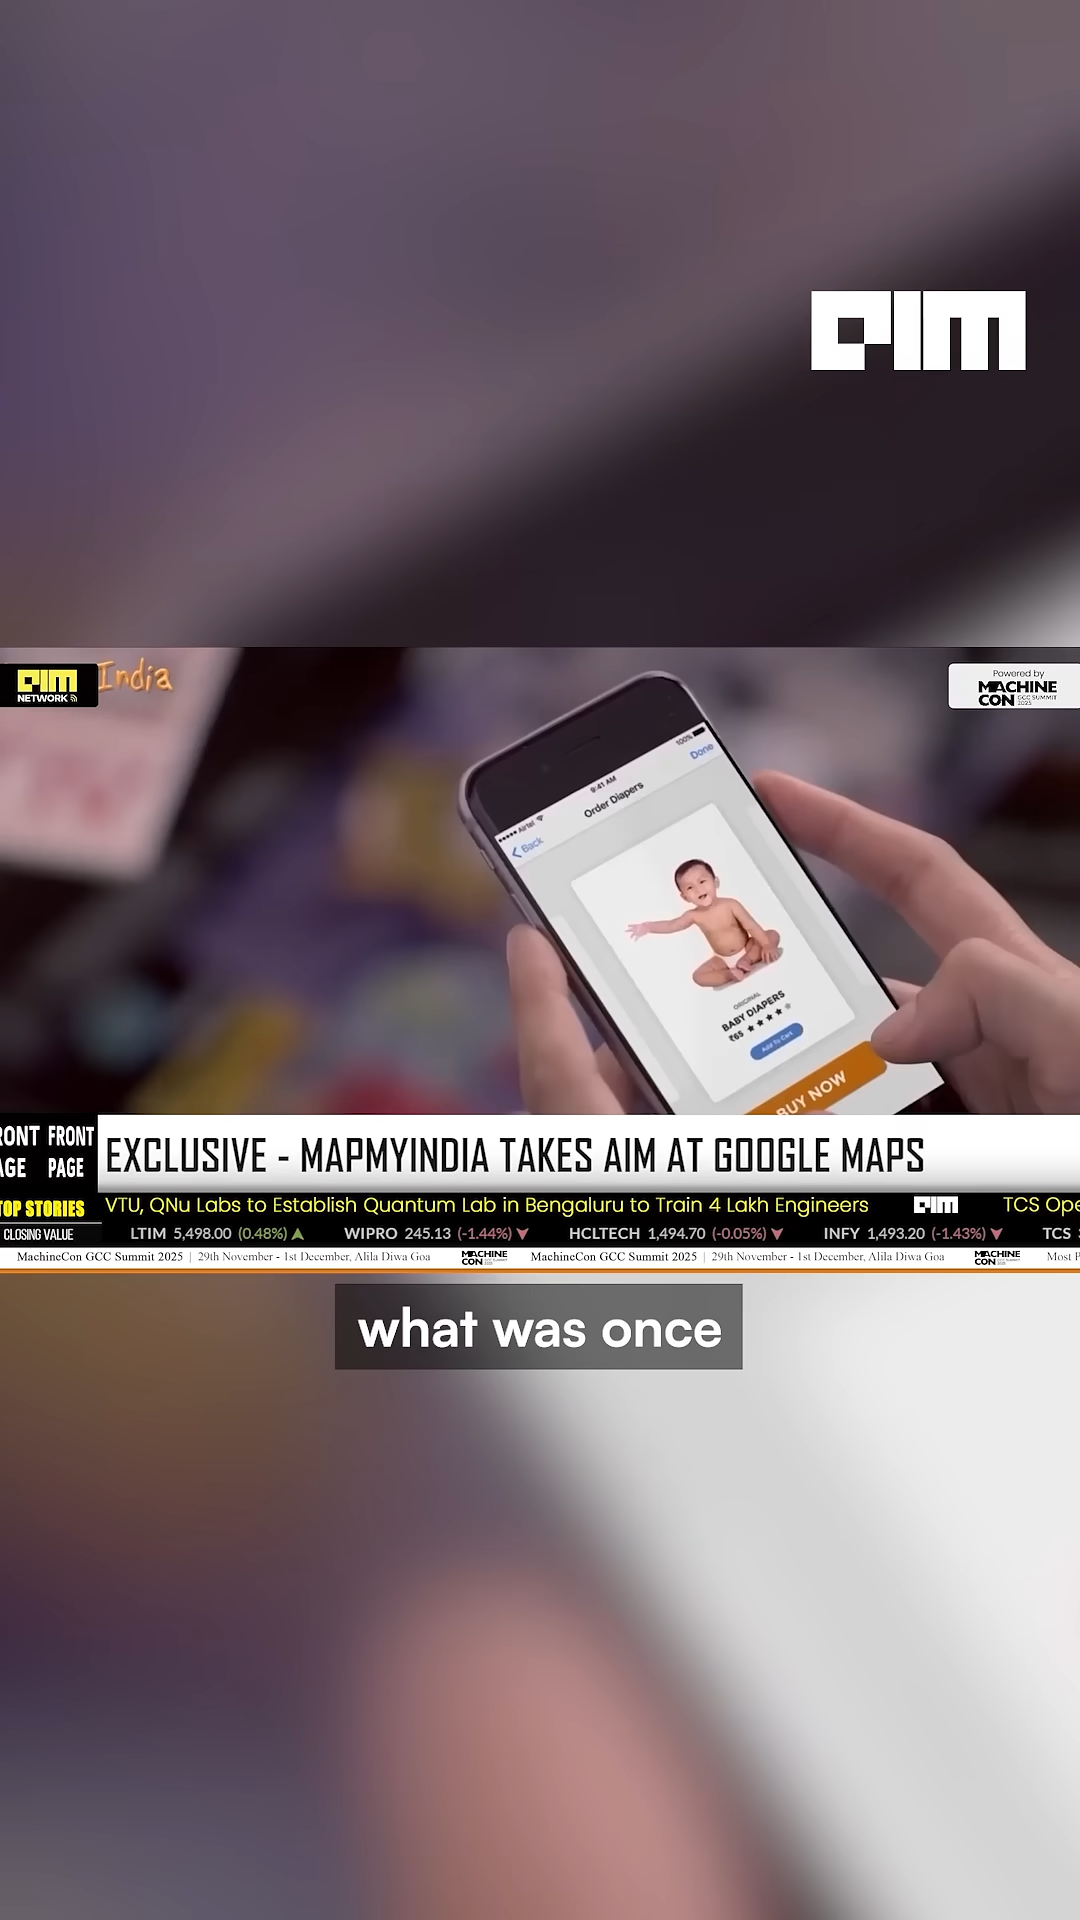 AIM
AIM
NETWORK
India
Powered by
MACHINE
CON GCC SUMMIT
2025
100%
Done
9:41 AM
Airtel
Order Diapers
Back
ORIGINAL
BABY DIAPERS
₹65 ★★★★★
Add To Cart
BUY NOW
RONT FRONT
AGE PAGE
EXCLUSIVE - MAPMYINDIA TAKES AIM AT GOOGLE MAPS
TOP STORIES
VTU, QNu Labs to Establish Quantum Lab in Bengaluru to Train 4 Lakh Engineers AIM TCS Ope
CLOSING VALUE
LTIM 5,498.00 (0.48%) ▲ WIPRO 245.13 (-1.44%) ▼ HCLTECH 1,494.70 (-0.05%) ▼ INFY 1,493.20 (-1.43%) ▼ TCS
MachineCon GCC Summit 2025 | 29th November - 1st December, Alila Diwa Goa MACHINE CON MachineCon GCC Summit 2025 | 29th November - 1st December, Alila Diwa Goa MACHINE CON Most P
what was once